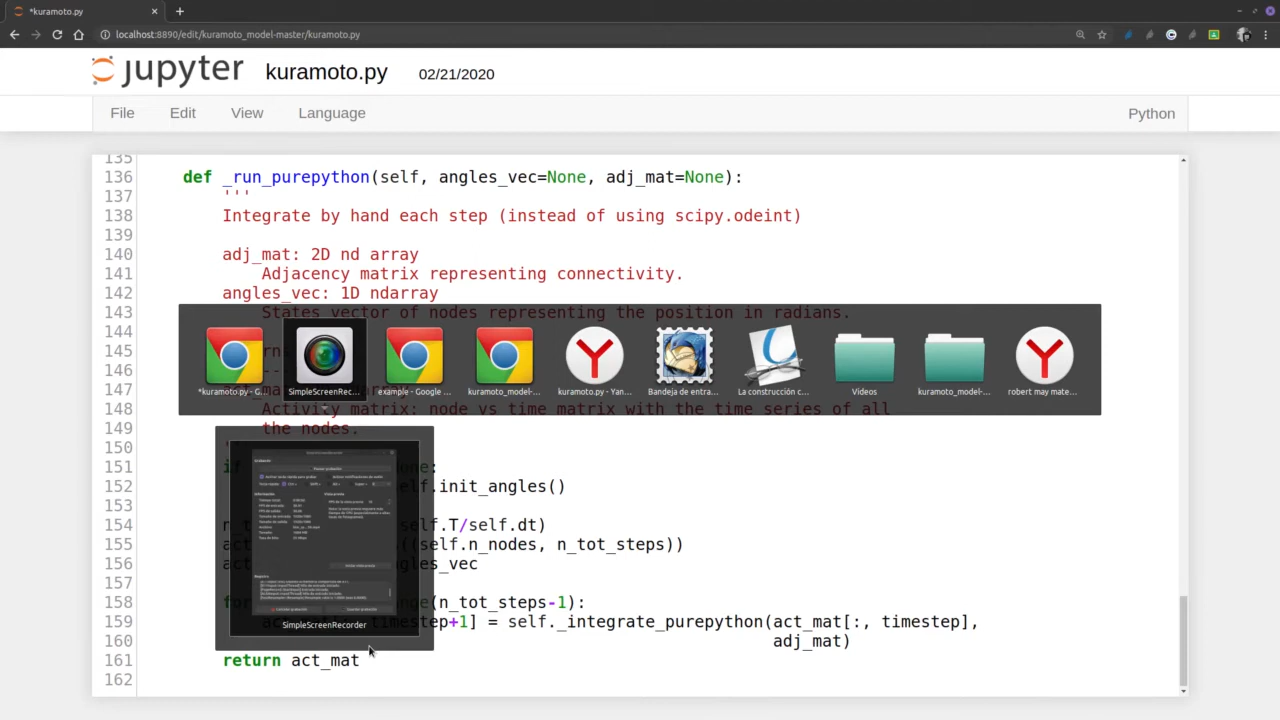 *kuramoto.py
localhost:8890/edit/kuramoto_model-master/kuramoto.py
jupyter kuramoto.py 02/21/2020
File Edit View Language Python
135
136 def _run_purepython(self, angles_vec=None, adj_mat=None):
137 '''
138 Integrate by hand each step (instead of using scipy.odeint)
139
140 adj_mat: 2D nd array
141 Adjacency matrix representing connectivity.
142 angles_vec: 1D ndarray
143 States vector of nodes representing the position in radians.
144
145
146
147
148 Activity matrix: node vs time matrix with the time series of all
149 the nodes.
150
151 if
152 self.init_angles()
153
154 self.T/self.dt)
155 ((self.n_nodes, n_tot_steps))
156 angles_vec
157
158 for (n_tot_steps-1):
159 timestep+1] = self._integrate_purepython(act_mat[:, timestep],
160 adj_mat)
161 return act_mat
162
*kuramoto.py - G... SimpleScreenRec... example - Google ... kuramoto_model-... kuramoto.py - Yan... Bandeja de entra... La construcción c... Vídeos kuramoto_model-... robert may mate...
SimpleScreenRecorder